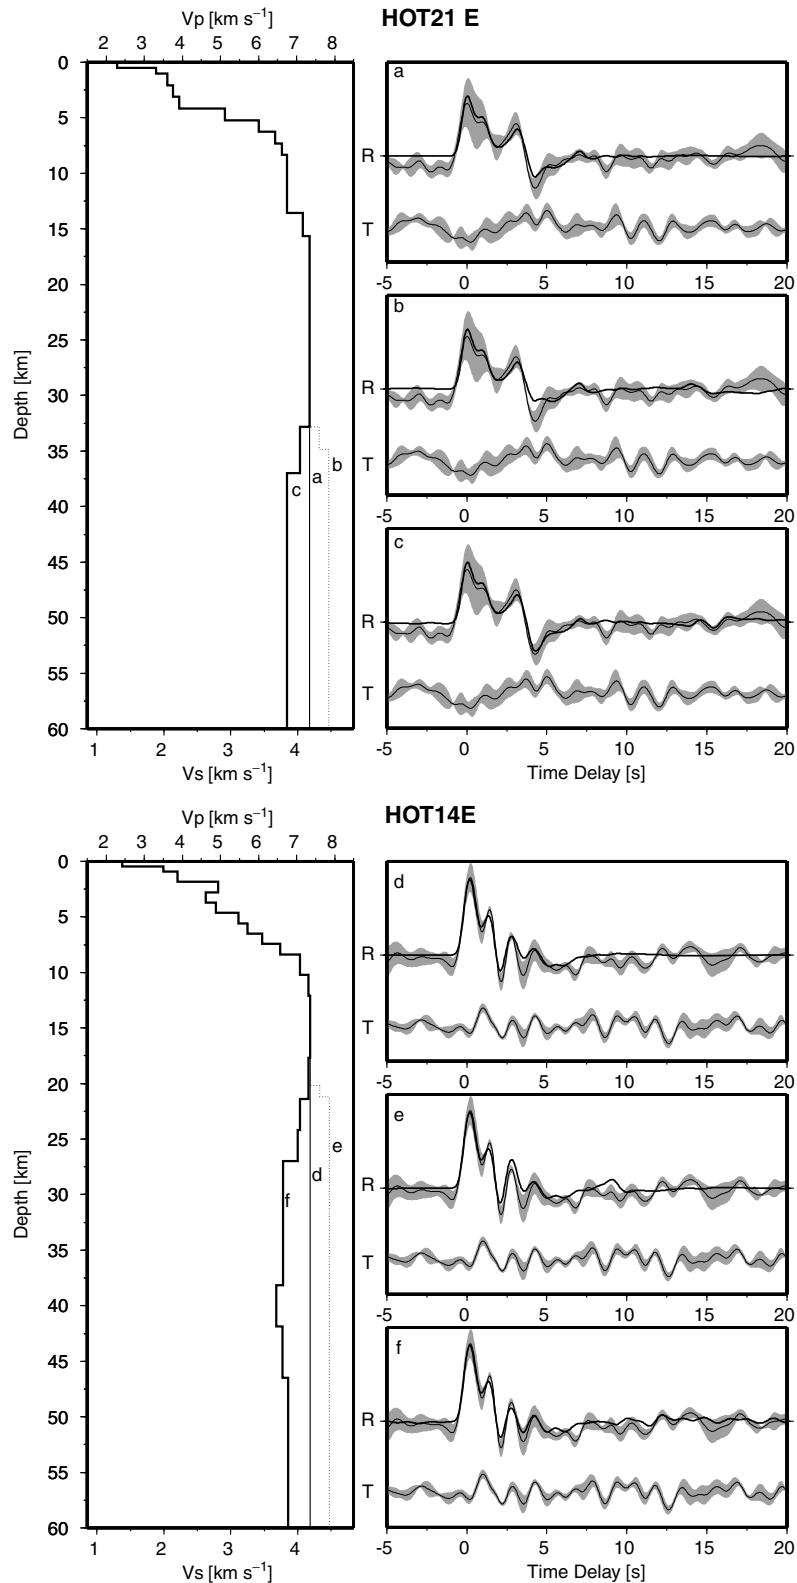 HOT21 E
Vp [km s−1]
2 3 4 5 6 7 8
0
5
10
15
20
25
30
35
40
45
50
55
60
Depth [km]
c a b
1 2 3 4
Vs [km s−1]
a
R
T
-5 0 5 10 15 20
b
R
T
-5 0 5 10 15 20
c
R
T
-5 0 5 10 15 20
Time Delay [s]
HOT14E
Vp [km s−1]
2 3 4 5 6 7 8
0
5
10
15
20
25
30
35
40
45
50
55
60
Depth [km]
f d e
1 2 3 4
Vs [km s−1]
d
R
T
-5 0 5 10 15 20
e
R
T
-5 0 5 10 15 20
f
R
T
-5 0 5 10 15 20
Time Delay [s]